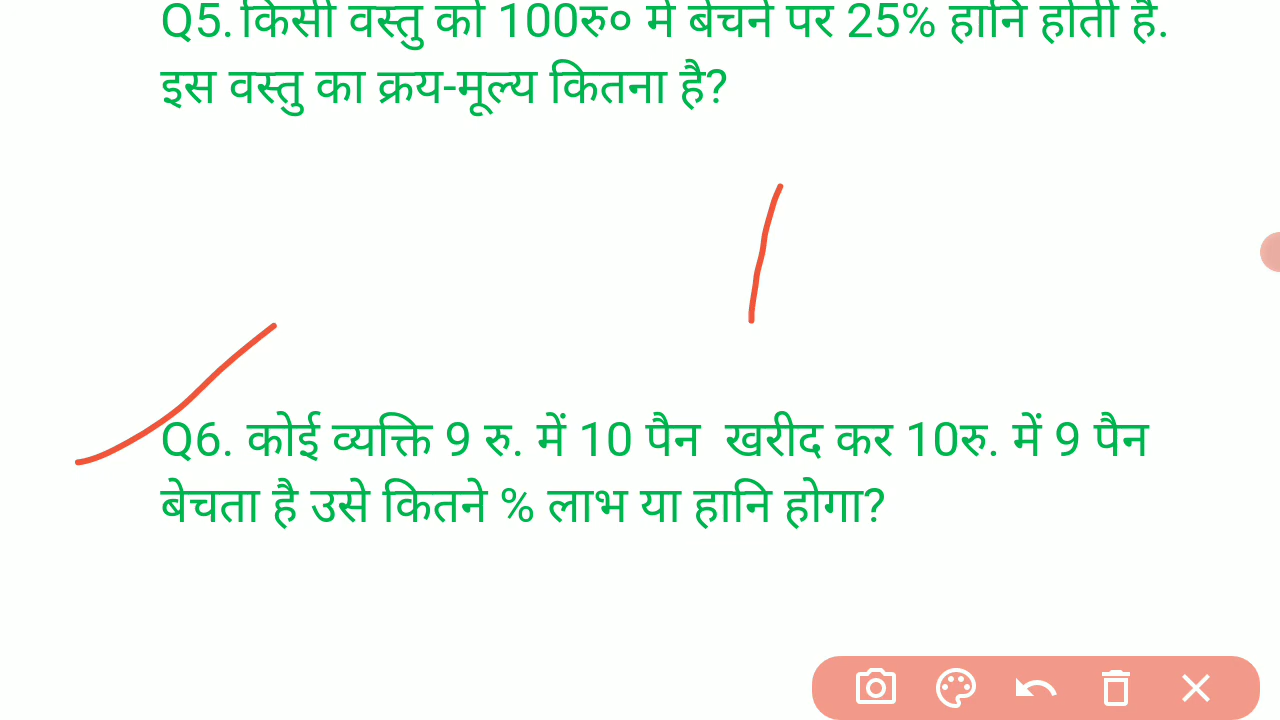 Q5. किसी वस्तु को 100रु० में बेचने पर 25% हानि होती है.
इस वस्तु का क्रय-मूल्य कितना है?
Q6. कोई व्यक्ति 9 रु. में 10 पैन खरीद कर 10रु. में 9 पैन
बेचता है उसे कितने % लाभ या हानि होगा?